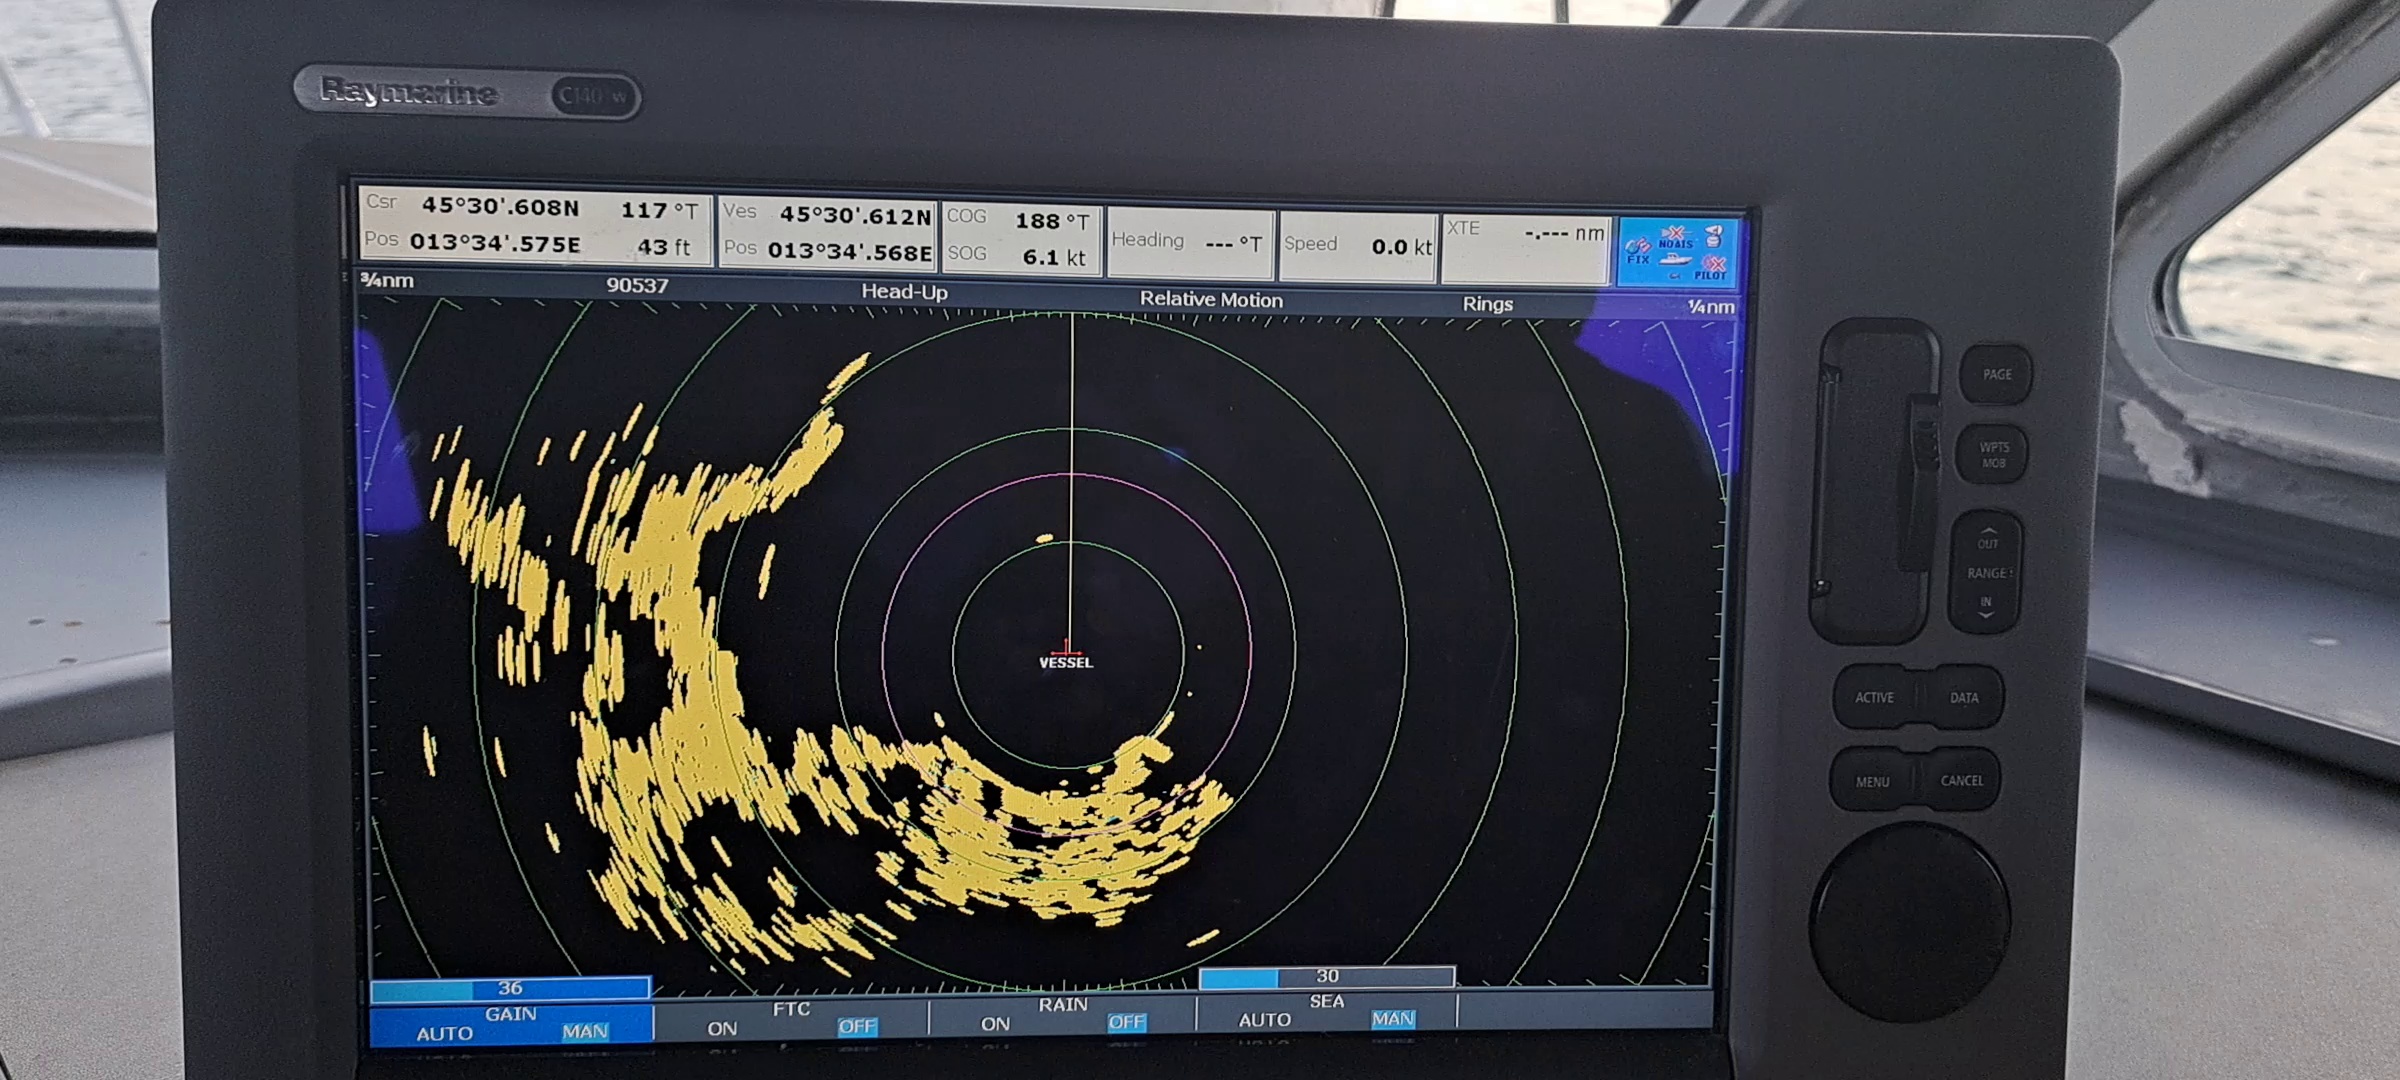 Raymarine C140W
Csr 45°30'.608N 117 °T
Pos 013°34'.575E 43 ft
Ves 45°30'.612N
Pos 013°34'.568E
COG 188 °T
SOG 6.1 kt
Heading --- °T
Speed 0.0 kt
XTE -.--- nm
NO AIS
FIX
PILOT
¾nm 90537 Head-Up Relative Motion Rings ¼nm
VESSEL
36
GAIN
AUTO MAN
FTC
ON OFF
RAIN
ON OFF
30
SEA
AUTO MAN
PAGE
WPTS
MOB
OUT
RANGE
IN
ACTIVE DATA
MENU CANCEL